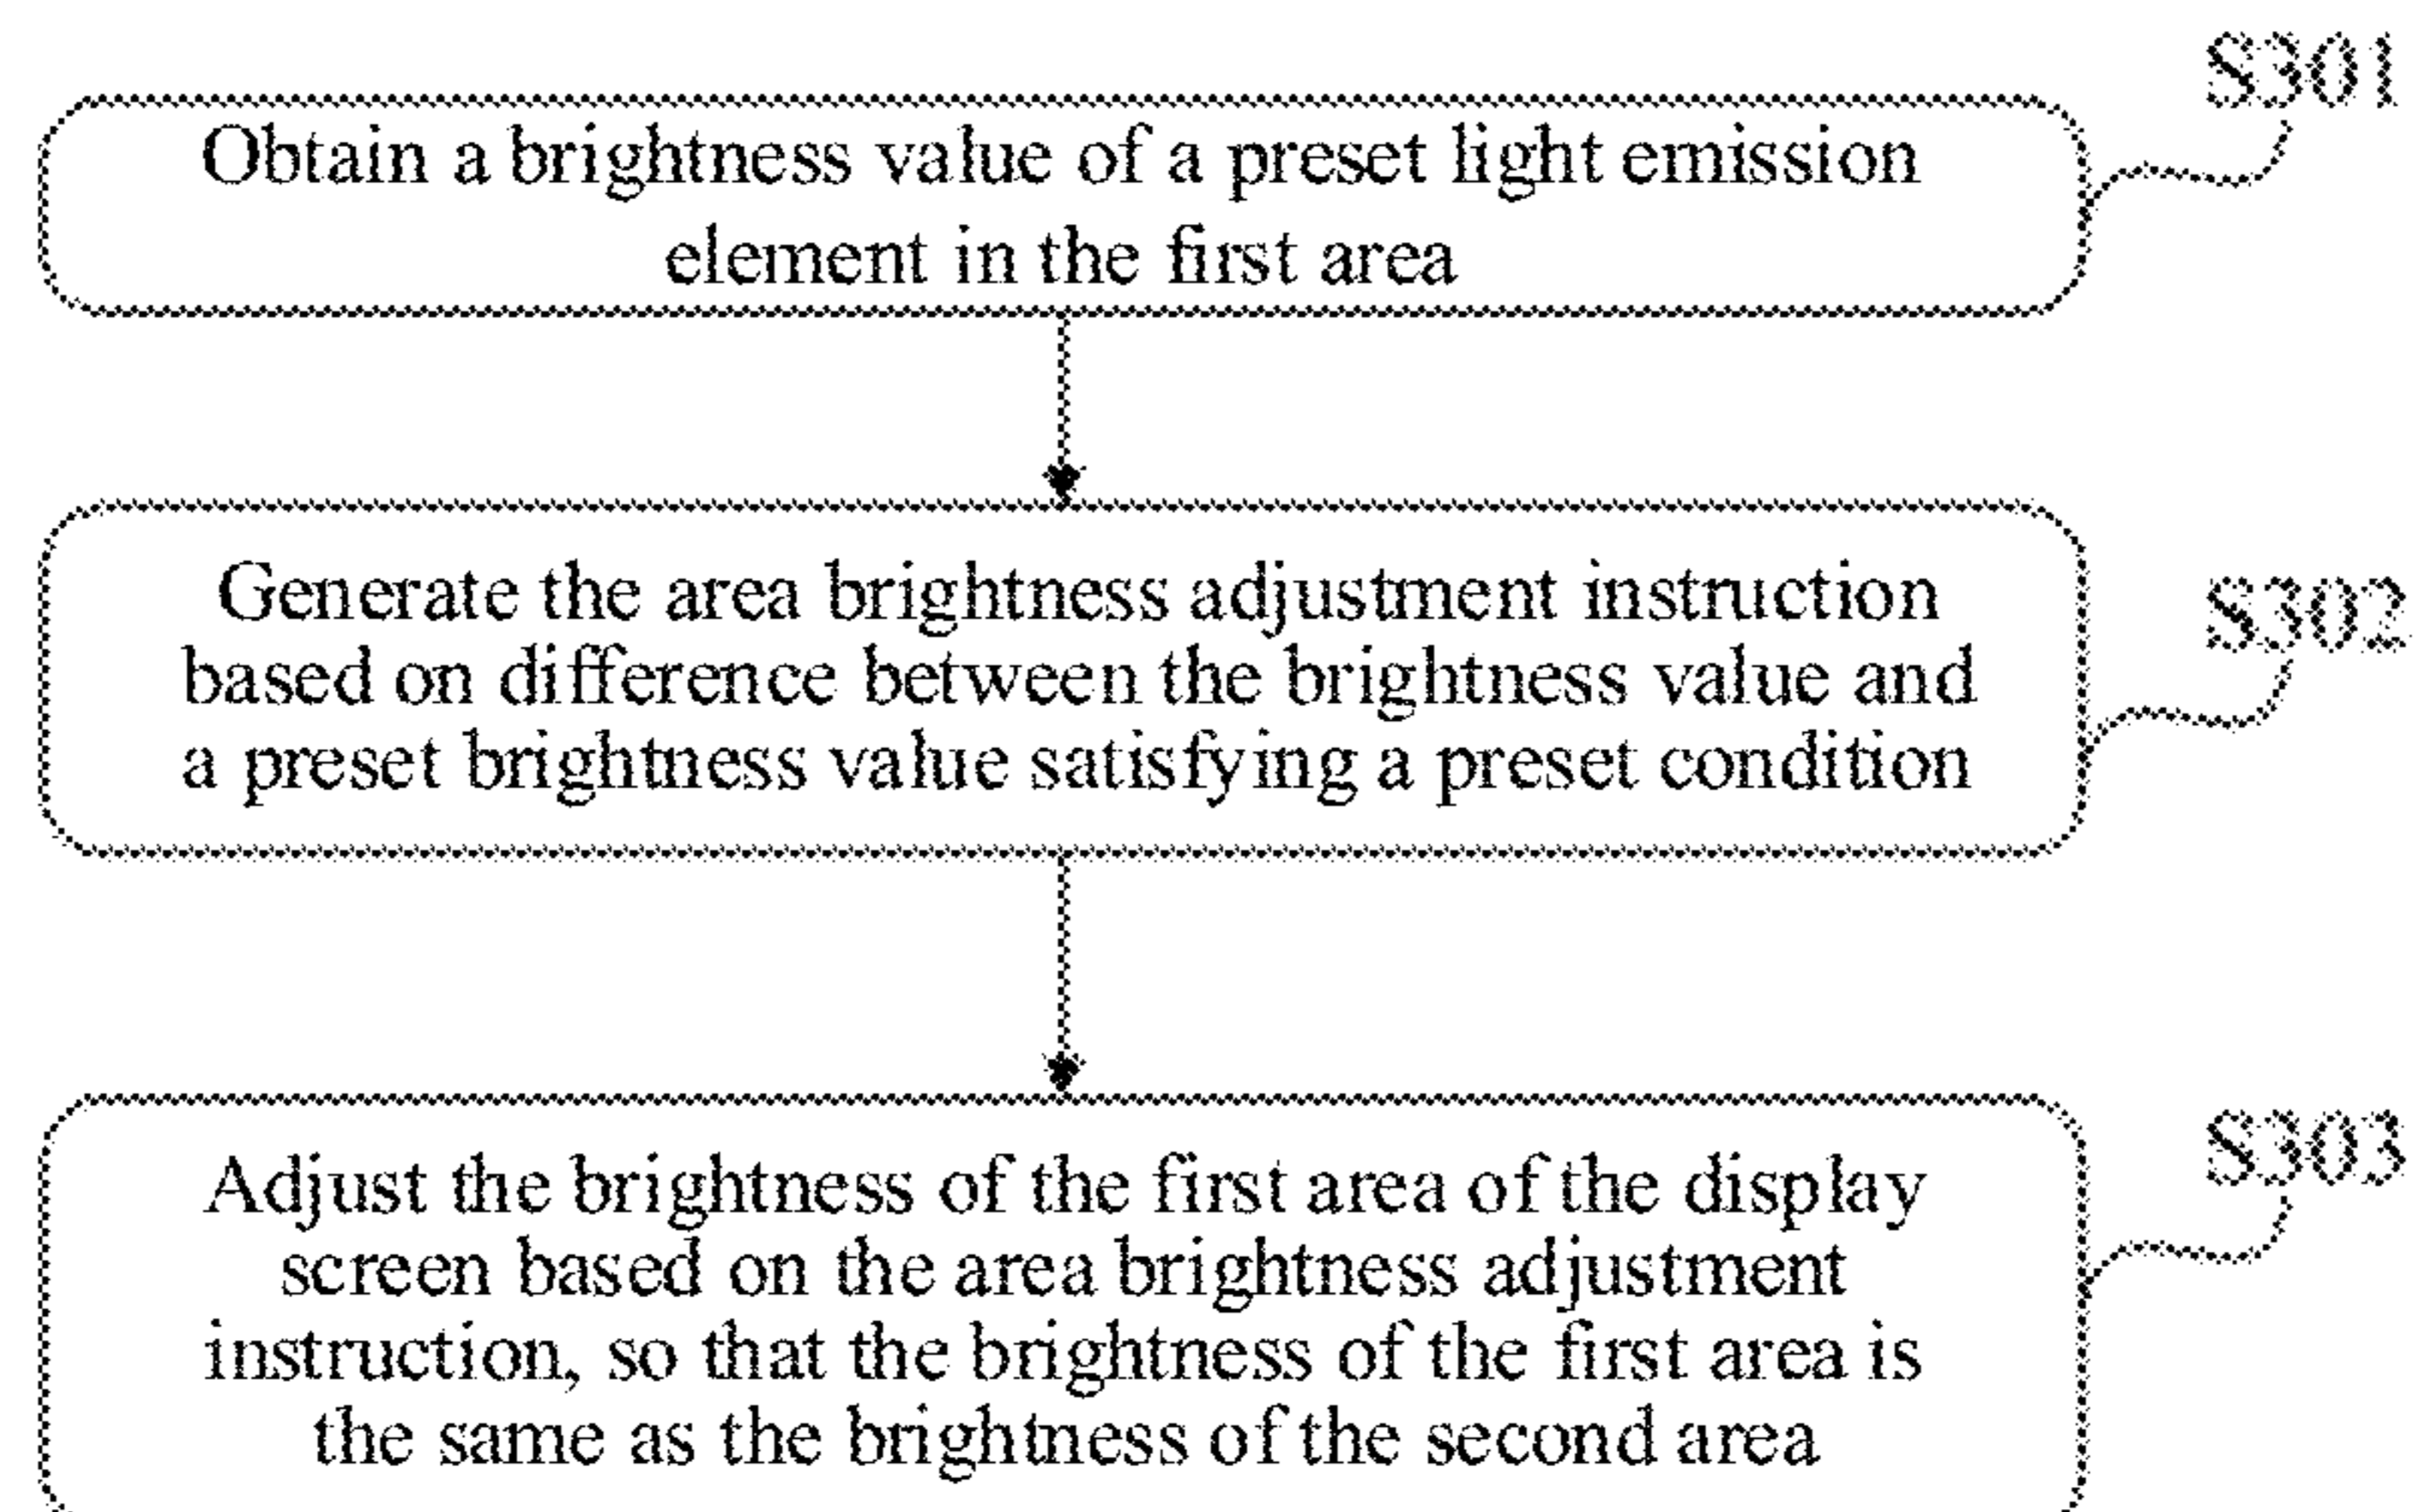 S301
Obtain a brightness value of a preset light emission
element in the first area
Generate the area brightness adjustment instruction
based on difference between the brightness value and
a preset brightness value satisfying a preset condition
S302
Adjust the brightness of the first area of the display
screen based on the area brightness adjustment
instruction, so that the brightness of the first area is
the same as the brightness of the second area
S303